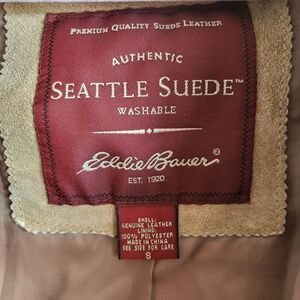 PREMIUM QUALITY SUEDE LEATHER
AUTHENTIC
SEATTLE SUEDE™
WASHABLE
Eddie Bauer®
EST. 1920
SHELL:
GENUINE LEATHER
LINING:
100% POLYESTER
MADE IN CHINA
SEE SIDE FOR CARE
S